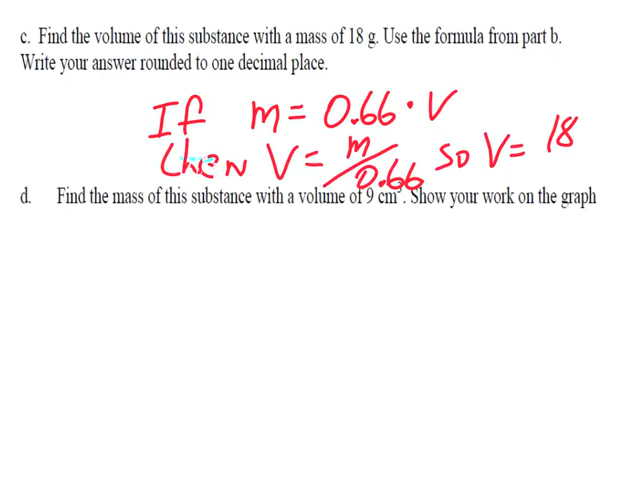 c. Find the volume of this substance with a mass of 18 g. Use the formula from part b.
Write your answer rounded to one decimal place.
If m = 0.66 · V
then V = m/0.66 so V = 18
d. Find the mass of this substance with a volume of 9 cm³. Show your work on the graph